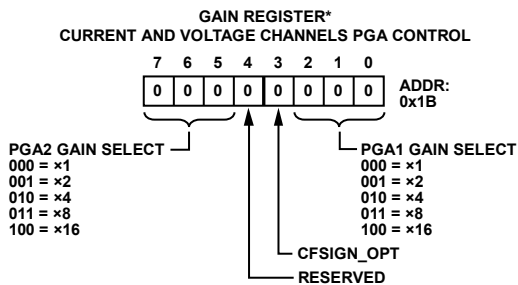 GAIN REGISTER*
CURRENT AND VOLTAGE CHANNELS PGA CONTROL
7 6 5 4 3 2 1 0
0 0 0 0 0 0 0 0
ADDR:
0x1B
PGA2 GAIN SELECT
000 = ×1
001 = ×2
010 = ×4
011 = ×8
100 = ×16
PGA1 GAIN SELECT
000 = ×1
001 = ×2
010 = ×4
011 = ×8
100 = ×16
CFSIGN_OPT
RESERVED